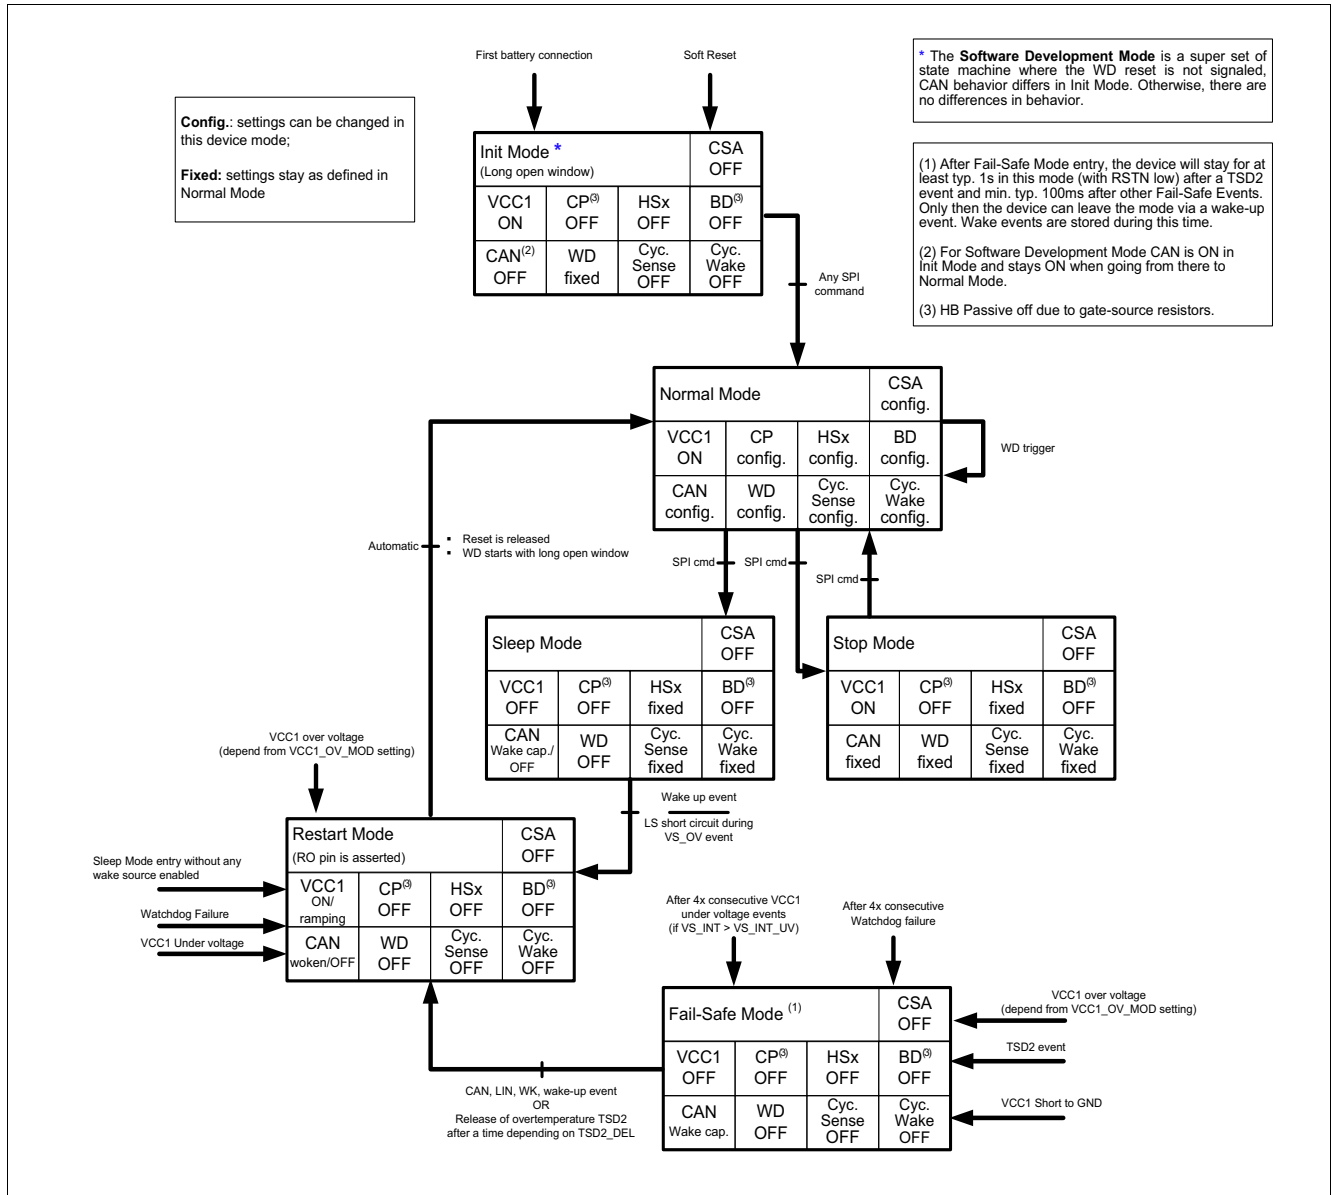 First battery connection
Soft Reset
* The Software Development Mode is a super set of
state machine where the WD reset is not signaled,
CAN behavior differs in Init Mode. Otherwise, there are
no differences in behavior.
Config.: settings can be changed in
this device mode;
Fixed: settings stay as defined in
Normal Mode
Init Mode *
(Long open window)
CSA
OFF
VCC1
ON
CP(3)
OFF
HSx
OFF
BD(3)
OFF
CAN(2)
OFF
WD
fixed
Cyc.
Sense
OFF
Cyc.
Wake
OFF
(1) After Fail-Safe Mode entry, the device will stay for at
least typ. 1s in this mode (with RSTN low) after a TSD2
event and min. typ. 100ms after other Fail-Safe Events.
Only then the device can leave the mode via a wake-up
event. Wake events are stored during this time.
(2) For Software Development Mode CAN is ON in
Init Mode and stays ON when going from there to
Normal Mode.
(3) HB Passive off due to gate-source resistors.
Any SPI
command
Normal Mode
CSA
config.
VCC1
ON
CP
config.
HSx
config.
BD
config.
CAN
config.
WD
config.
Cyc.
Sense
config.
Cyc.
Wake
config.
WD trigger
Automatic
▪ Reset is released
▪ WD starts with long open window
SPI cmd
SPI cmd
SPI cmd
Sleep Mode
CSA
OFF
VCC1
OFF
CP(3)
OFF
HSx
fixed
BD(3)
OFF
CAN
Wake cap./
OFF
WD
OFF
Cyc.
Sense
fixed
Cyc.
Wake
fixed
Stop Mode
CSA
OFF
VCC1
ON
CP(3)
OFF
HSx
fixed
BD(3)
OFF
CAN
fixed
WD
fixed
Cyc.
Sense
fixed
Cyc.
Wake
fixed
VCC1 over voltage
(depend from VCC1_OV_MOD setting)
Wake up event
LS short circuit during
VS_OV event
Restart Mode
(RO pin is asserted)
CSA
OFF
VCC1
ON/
ramping
CP(3)
OFF
HSx
OFF
BD(3)
OFF
CAN
woken/OFF
WD
OFF
Cyc.
Sense
OFF
Cyc.
Wake
OFF
Sleep Mode entry without any
wake source enabled
Watchdog Failure
VCC1 Under voltage
After 4x consecutive VCC1
under voltage events
(if VS_INT > VS_INT_UV)
After 4x consecutive
Watchdog failure
Fail-Safe Mode (1)
CSA
OFF
VCC1
OFF
CP(3)
OFF
HSx
OFF
BD(3)
OFF
CAN
Wake cap.
WD
OFF
Cyc.
Sense
OFF
Cyc.
Wake
OFF
VCC1 over voltage
(depend from VCC1_OV_MOD setting)
TSD2 event
VCC1 Short to GND
CAN, LIN, WK, wake-up event
OR
Release of overtemperature TSD2
after a time depending on TSD2_DEL